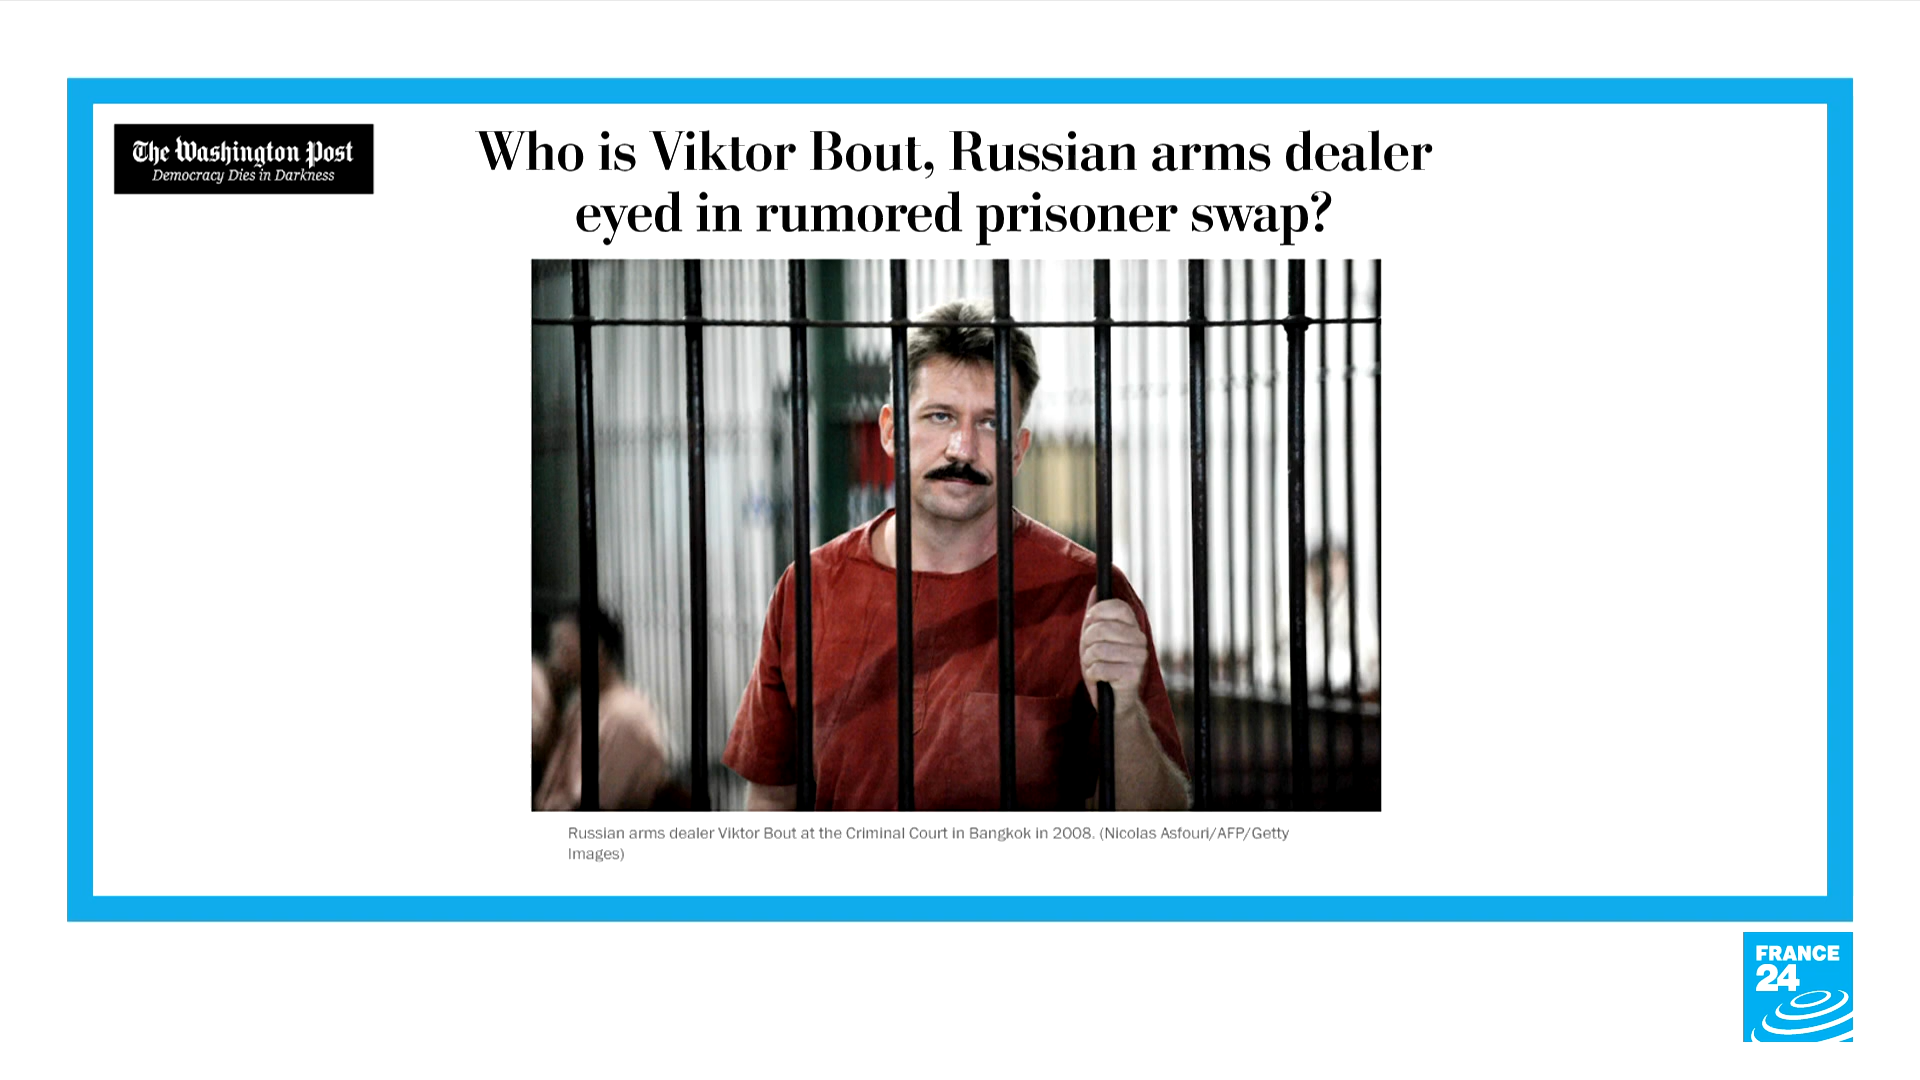 The Washington Post
Democracy Dies in Darkness
Who is Viktor Bout, Russian arms dealer
eyed in rumored prisoner swap?
Russian arms dealer Viktor Bout at the Criminal Court in Bangkok in 2008. (Nicolas Asfouri/AFP/Getty
Images)
FRANCE
24